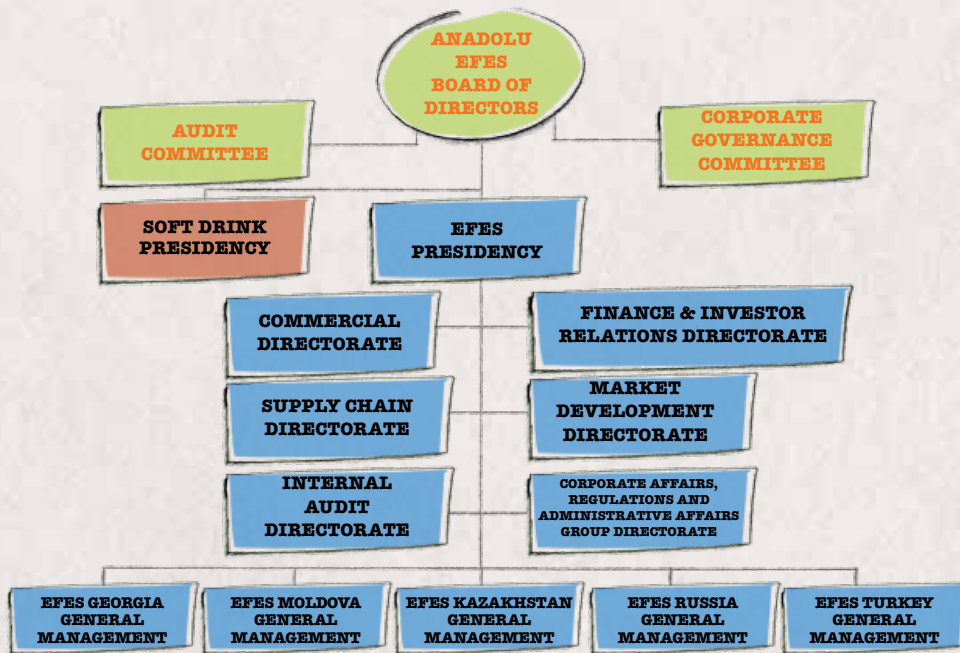 ANADOLU
EFES
BOARD OF
DIRECTORS
AUDIT
COMMITTEE
CORPORATE
GOVERNANCE
COMMITTEE
SOFT DRINK
PRESIDENCY
EFES
PRESIDENCY
COMMERCIAL
DIRECTORATE
FINANCE & INVESTOR
RELATIONS DIRECTORATE
SUPPLY CHAIN
DIRECTORATE
MARKET
DEVELOPMENT
DIRECTORATE
INTERNAL
AUDIT
DIRECTORATE
CORPORATE AFFAIRS,
REGULATIONS AND
ADMINISTRATIVE AFFAIRS
GROUP DIRECTORATE
EFES GEORGIA
GENERAL
MANAGEMENT
EFES MOLDOVA
GENERAL
MANAGEMENT
EFES KAZAKHSTAN
GENERAL
MANAGEMENT
EFES RUSSIA
GENERAL
MANAGEMENT
EFES TURKEY
GENERAL
MANAGEMENT